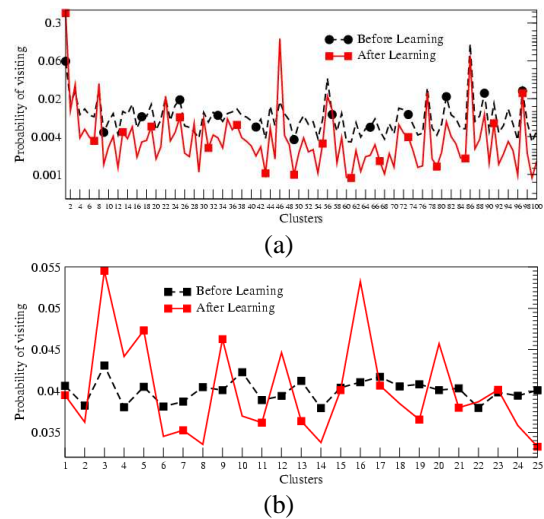 0.3
0.06
0.02
0.004
0.001
Probability of visiting
Before Learning
After Learning
2 4 6 8 10 12 14 16 18 20 22 24 26 28 30 32 34 36 38 40 42 44 46 48 50 52 54 56 58 60 62 64 66 68 70 72 74 76 78 80 82 84 86 88 90 92 94 96 98 100
Clusters
(a)
0.055
0.05
0.045
0.04
0.035
Probability of visiting
Before Learning
After Learning
1 2 3 4 5 6 7 8 9 10 11 12 13 14 15 16 17 18 19 20 21 22 23 24 25
Clusters
(b)